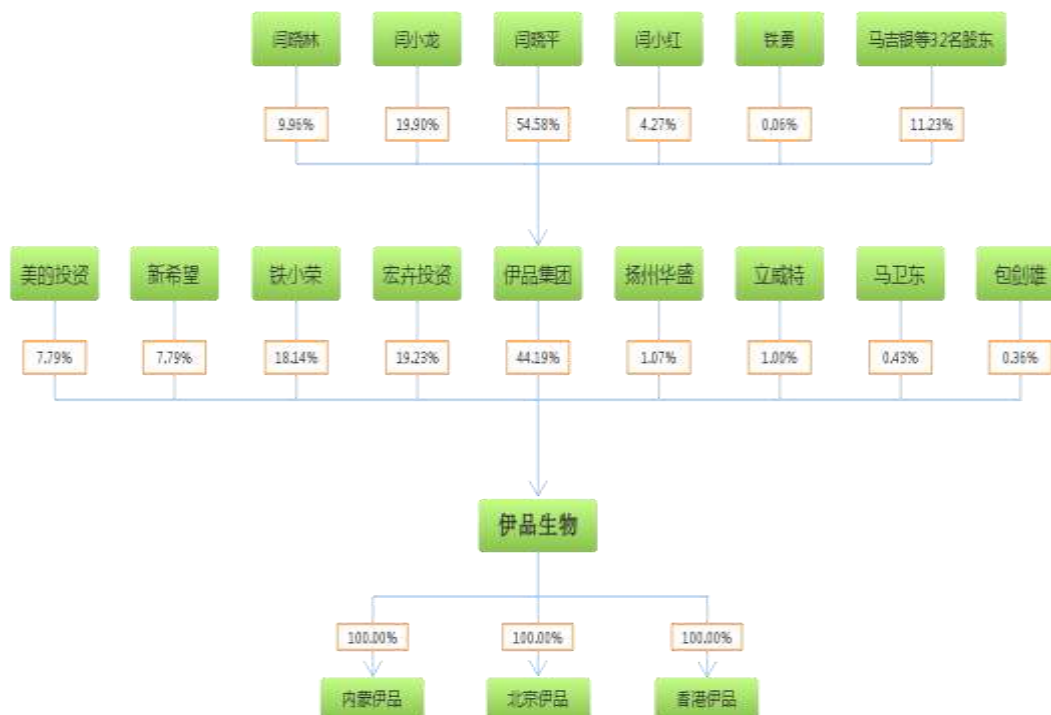 闫晓林 闫小龙 闫晓平 闫小红 铁勇 马吉银等32名股东
9.96% 19.90% 54.58% 4.27% 0.06% 11.23%
美的投资 新希望 铁小荣 宏卉投资 伊品集团 扬州华盛 立威特 马卫东 包剑雄
7.79% 7.79% 18.14% 19.23% 44.19% 1.07% 1.00% 0.43% 0.36%
伊品生物
100.00% 100.00% 100.00%
内蒙伊品 北京伊品 香港伊品